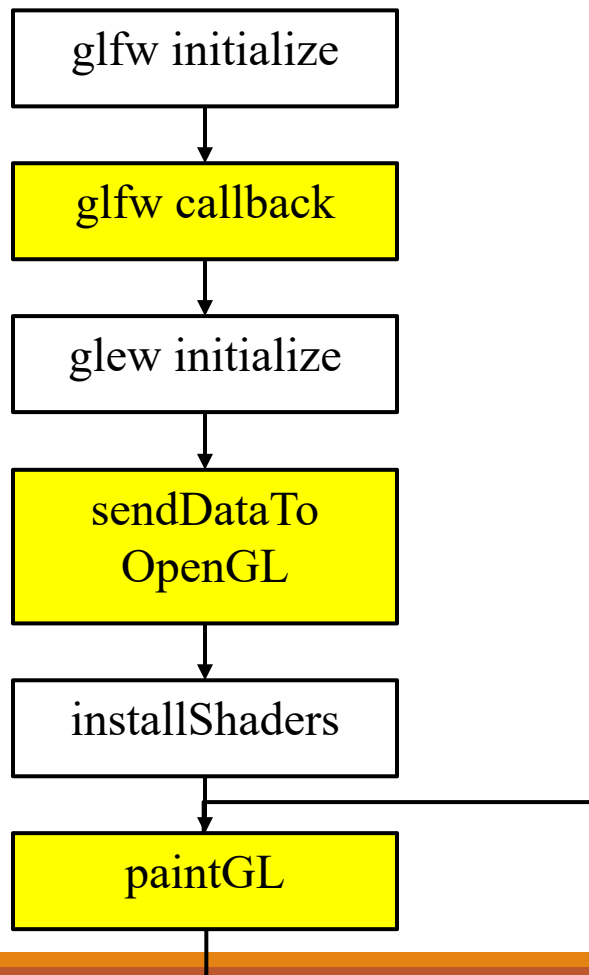 glfw initialize
glfw callback
glew initialize
sendDataTo
OpenGL
installShaders
paintGL